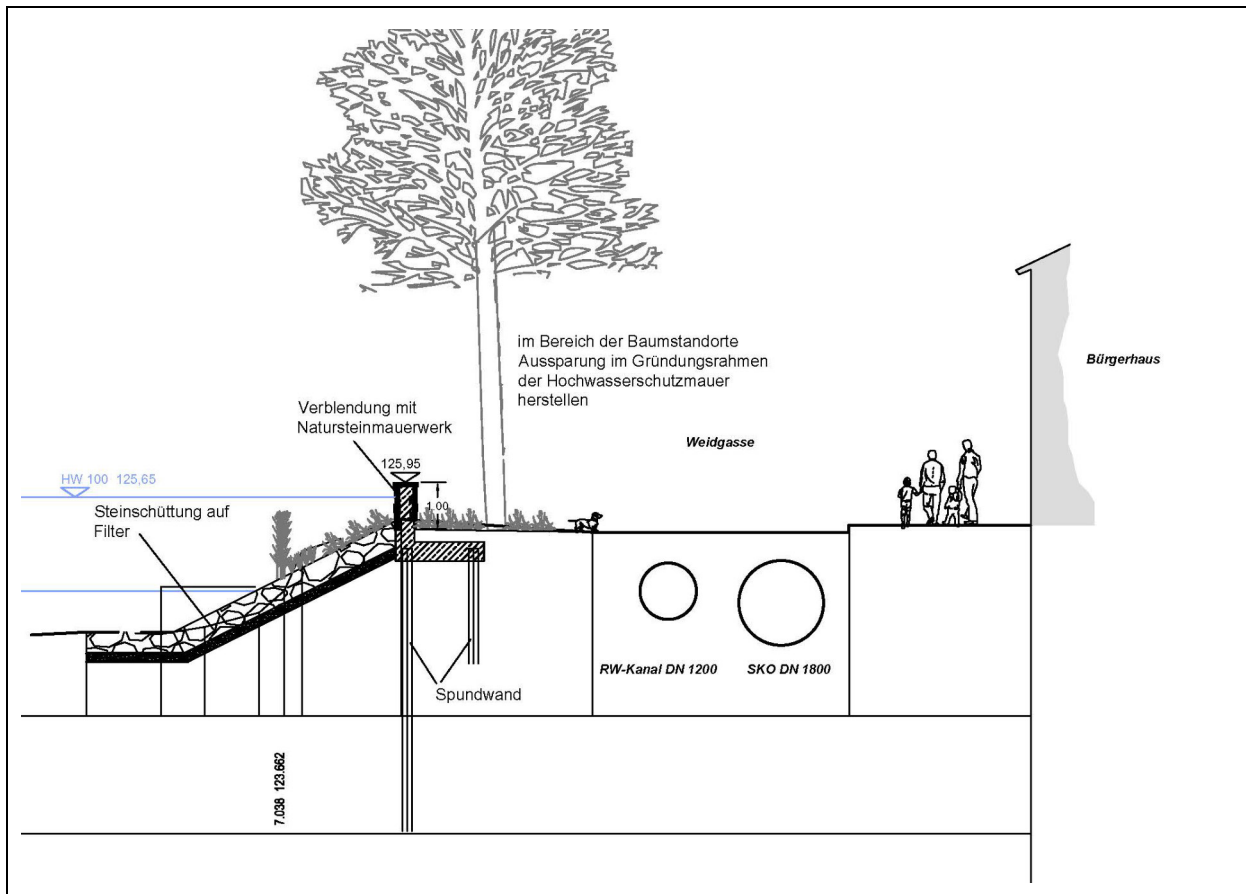 im Bereich der Baumstandorte
Aussparung im Gründungsrahmen
der Hochwasserschutzmauer
herstellen
Bürgerhaus
Verblendung mit
Natursteinmauerwerk
Weidgasse
125,95
HW 100 125,65
1.00
Steinschüttung auf
Filter
RW-Kanal DN 1200
SKO DN 1800
Spundwand
7.038 123.662